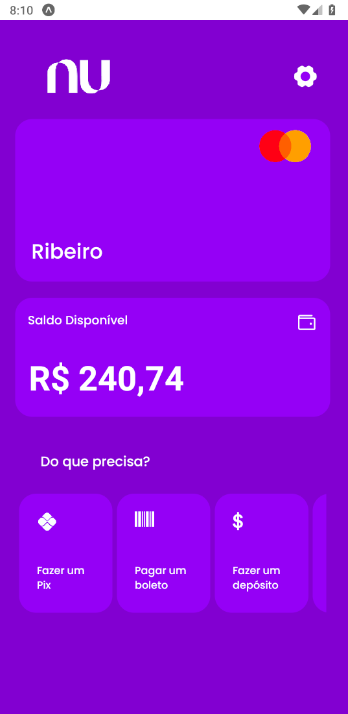 8:10
nu
Ribeiro
Saldo Disponível
R$ 240,74
Do que precisa?
Fazer um
Pix
Pagar um
boleto
$
Fazer um
depósito